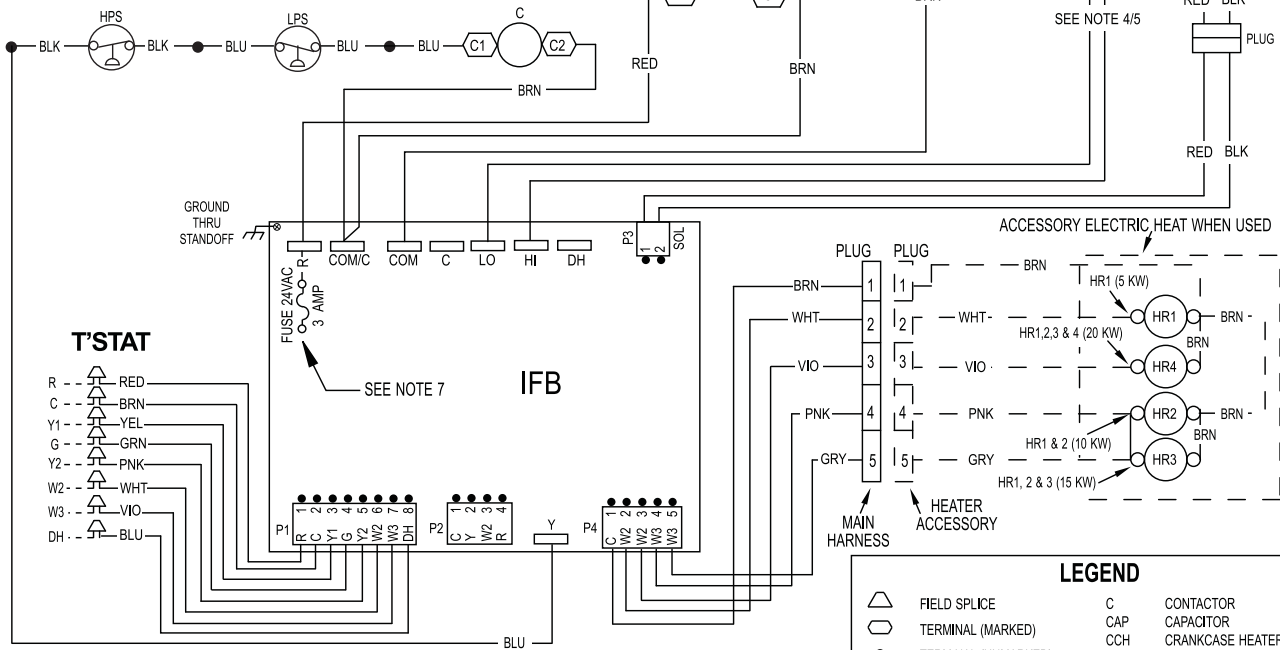 HPS
LPS
C
BLK
BLK
BLU
BLU
BLU
C1
C2
BRN
RED
BRN
SEE NOTE 4/5
PLUG
RED
BLK
GROUND
THRU
STANDOFF
R
COM/C
COM
C
LO
HI
DH
P3
1
2
SOL
FUSE 24VAC
3 AMP
SEE NOTE 7
IFB
ACCESSORY ELECTRIC HEAT WHEN USED
PLUG
PLUG
BRN
1
1
BRN
WHT
2
2
WHT
VIO
3
3
VIO
PNK
4
4
PNK
GRY
5
5
GRY
MAIN
HARNESS
HEATER
ACCESSORY
HR1 (5 KW)
HR1
BRN
HR1,2,3 & 4 (20 KW)
BRN
HR4
HR2
BRN
HR1 & 2 (10 KW)
BRN
HR3
HR1, 2 & 3 (15 KW)
T'STAT
R
RED
C
BRN
Y1
YEL
G
GRN
Y2
PNK
W2
WHT
W3
VIO
DH
BLU
P1
1 2 3 4 5 6 7 8
R C Y1 G Y2 W2 W3 DH
P2
1 2 3 4
C Y W2 R
Y
P4
1 2 3 4 5
C W2 W2 W3 W3
BLU
LEGEND
FIELD SPLICE
TERMINAL (MARKED)
C CONTACTOR
CAP CAPACITOR
CCH CRANKCASE HEATER